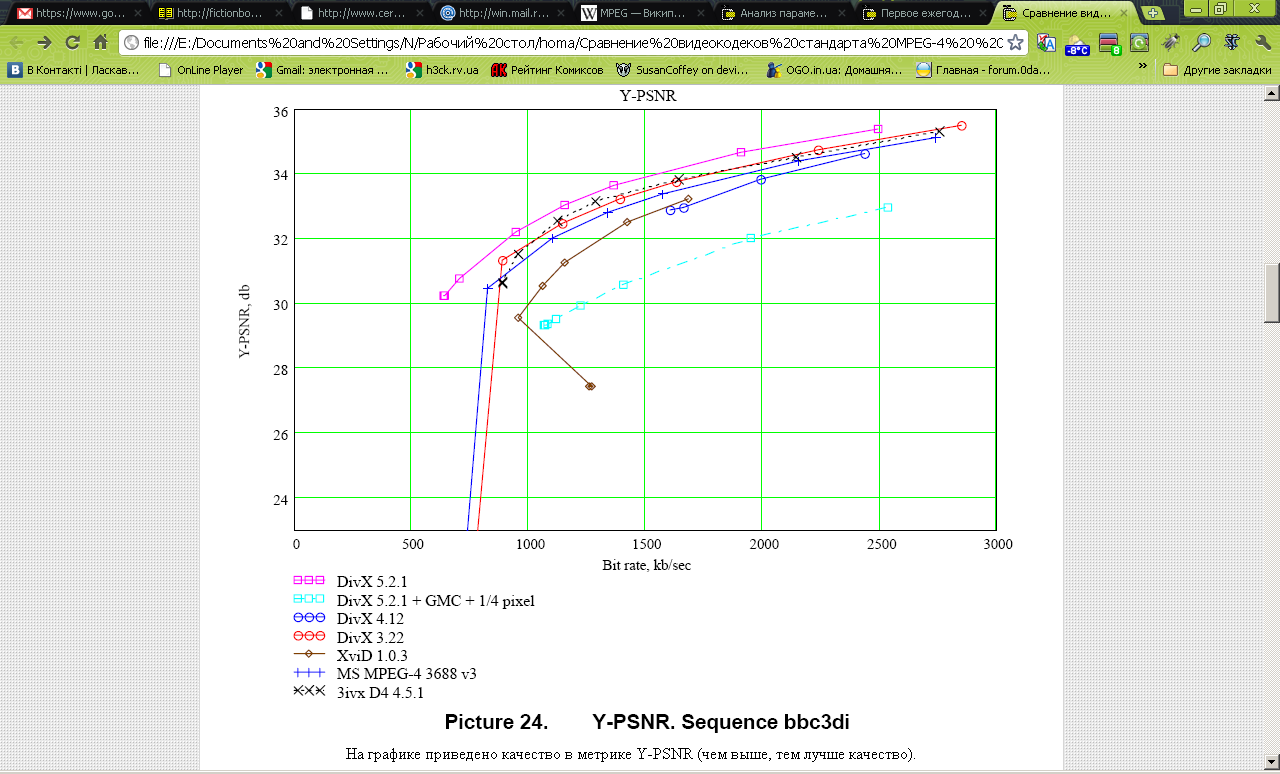 https://www.go...
http://fictionbo...
http://www.cer...
http://win.mail.r...
MPEG — Викип...
Анализ парам...
Первое ежегод...
Сравнение вид...
file:///E:/Documents%20and%20Settings/N/Рабочий%20стол/homa/Сравнение%20видеокодеков%20стандарта%20MPEG-4%20%2
-8°C
8
В Контакті | Ласкав...
OnLine Player
Gmail: электронная ...
h3ck.rv.ua
Рейтинг Комиксов
SusanCoffey on devi...
OGO.in.ua: Домашня...
Главная - forum.0da...
»
Другие закладки
Y-PSNR
36
34
32
30
28
26
24
Y-PSNR, db
0 500 1000 1500 2000 2500 3000
Bit rate, kb/sec
DivX 5.2.1
DivX 5.2.1 + GMC + 1/4 pixel
DivX 4.12
DivX 3.22
XviD 1.0.3
MS MPEG-4 3688 v3
3ivx D4 4.5.1
Picture 24. Y-PSNR. Sequence bbc3di
На графике приведено качество в метрике Y-PSNR (чем выше, тем лучше качество)